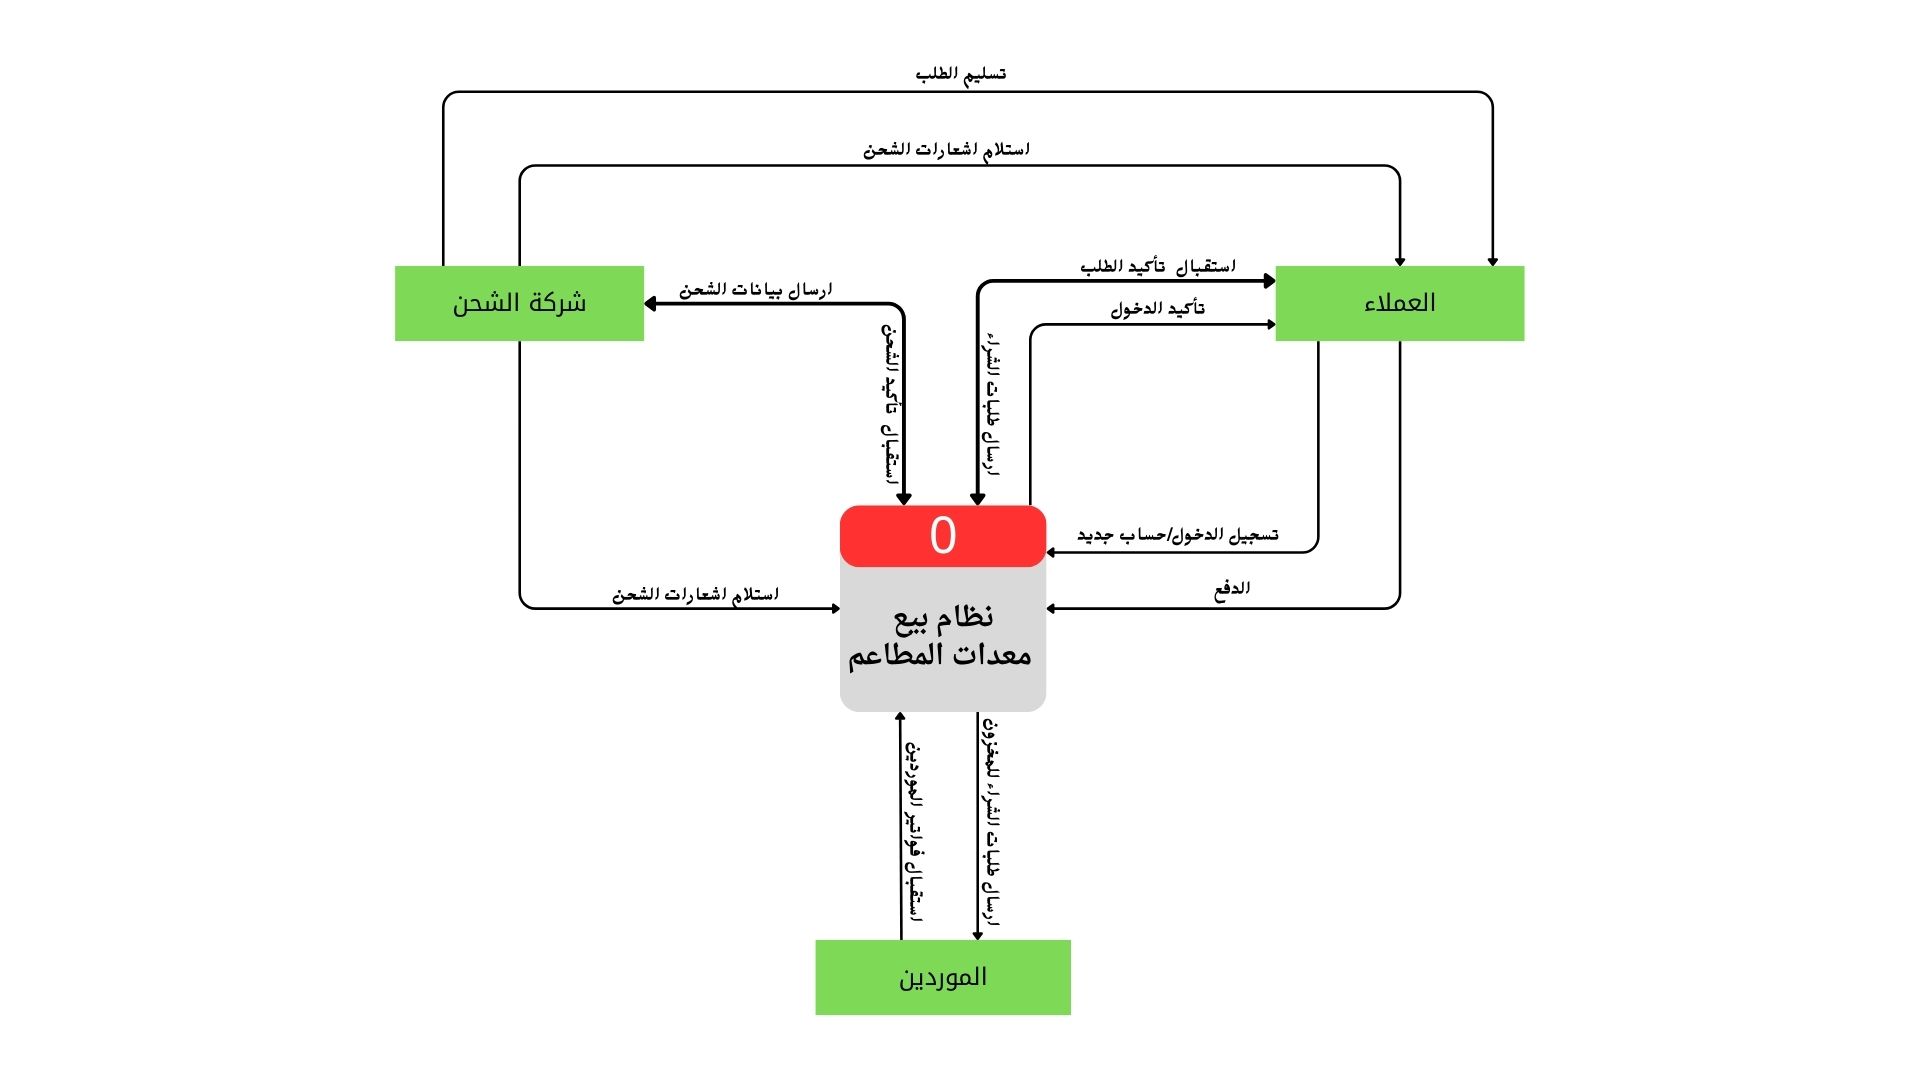 تسليم الطلب
استلام اشعارات الشحن
استقبال تأكيد الطلب
ارسال بيانات الشحن
شركة الشحن
العملاء
تأكيد الدخول
استقبال تأكيد الشحن
ارسال طلبات الشراء
0
تسجيل الدخول/حساب جديد
الدفع
استلام اشعارات الشحن
نظام بيع
معدات المطاعم
استقبال فواتير الموردين
ارسال طلبات الشراء للمخزون
الموردين